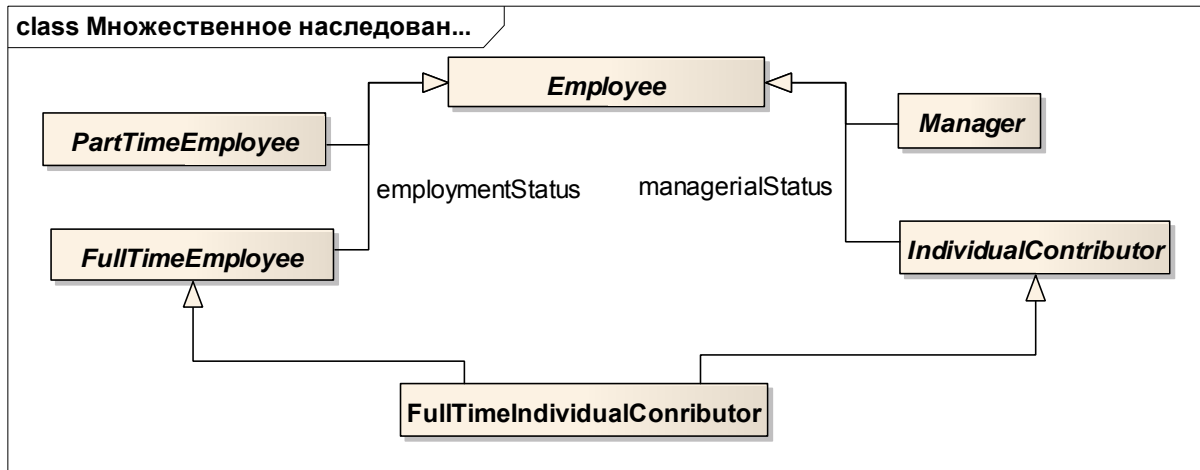 class Множественное наследован...
Employee
PartTimeEmployee
Manager
employmentStatus
managerialStatus
FullTimeEmployee
IndividualContributor
FullTimeIndividualConributor